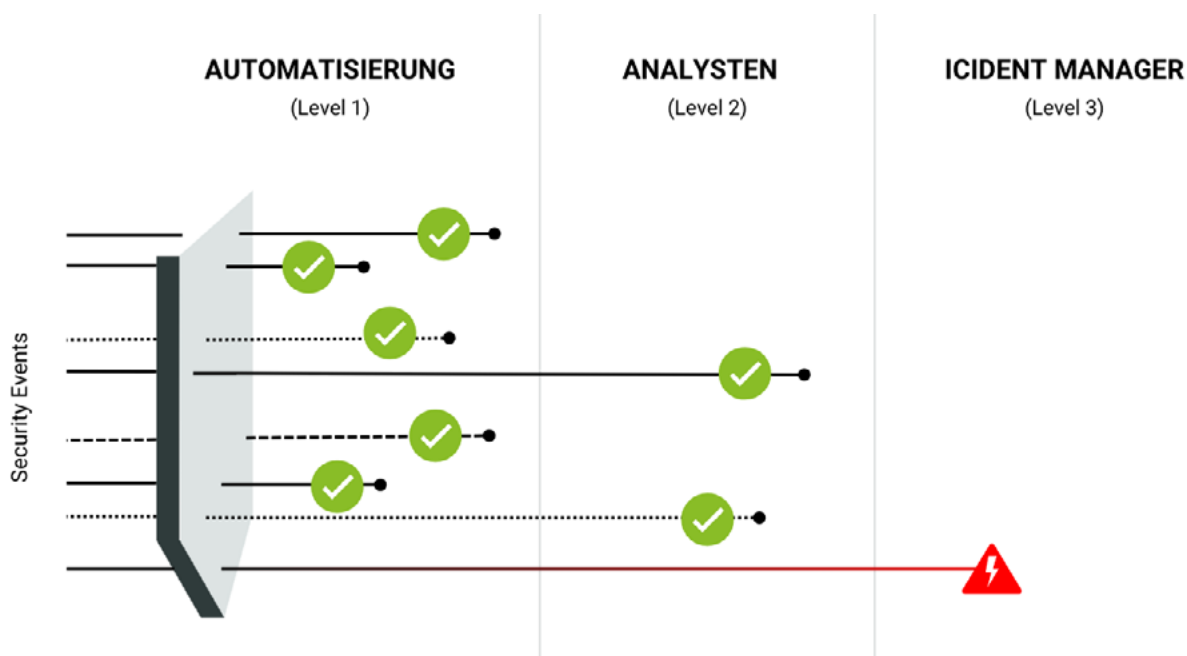 AUTOMATISIERUNG
(Level 1)
ANALYSTEN
(Level 2)
ICIDENT MANAGER
(Level 3)
Security Events